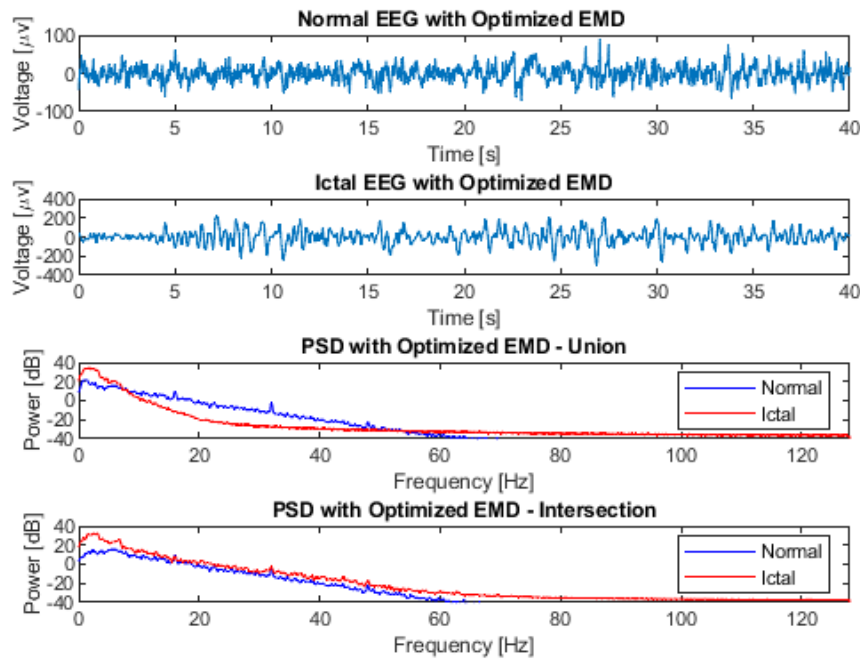 Normal EEG with Optimized EMD
Voltage [μv]
100
0
-100
0 5 10 15 20 25 30 35 40
Time [s]
Ictal EEG with Optimized EMD
Voltage [μv]
400
200
0
-200
-400
0 5 10 15 20 25 30 35 40
Time [s]
PSD with Optimized EMD - Union
Power [dB]
40
20
0
-20
-40
Normal
Ictal
0 20 40 60 80 100 120
Frequency [Hz]
PSD with Optimized EMD - Intersection
Power [dB]
40
20
0
-20
-40
Normal
Ictal
0 20 40 60 80 100 120
Frequency [Hz]